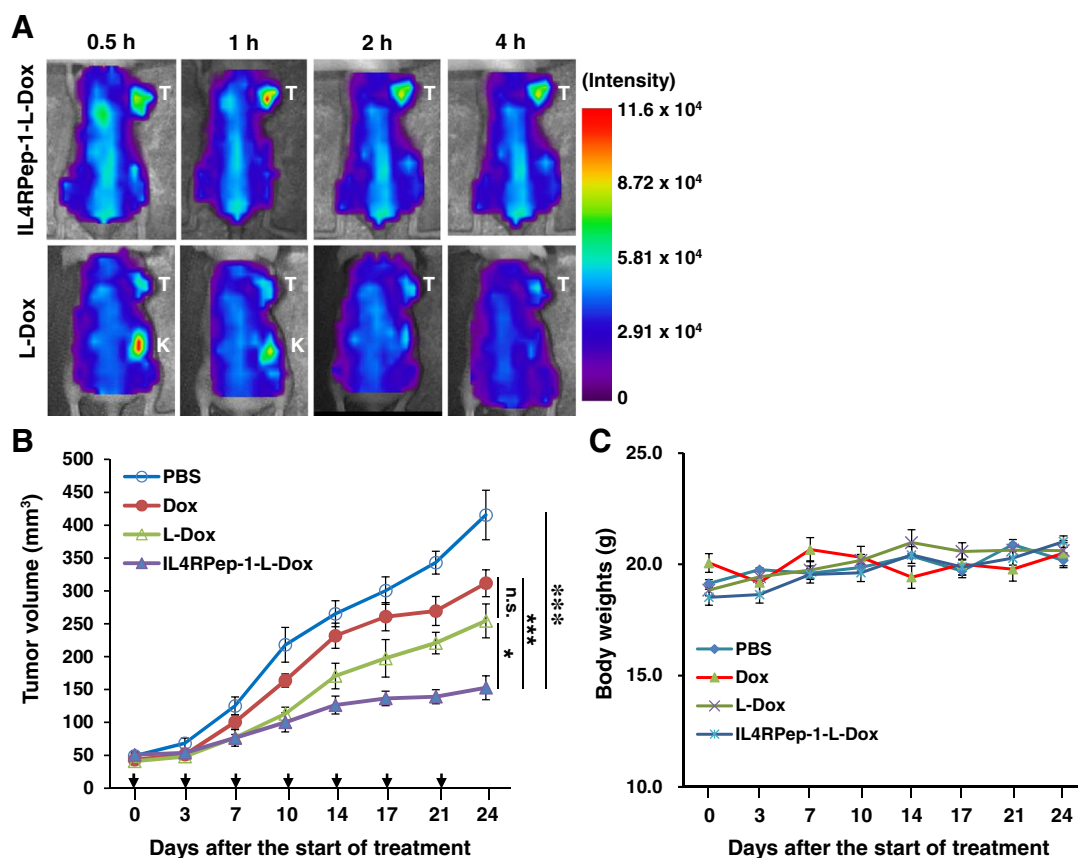 A
0.5 h 1 h 2 h 4 h
IL4RPep-1-L-Dox
T T T T
(Intensity)
11.6 x 10⁴
8.72 x 10⁴
5.81 x 10⁴
2.91 x 10⁴
0
L-Dox
T T T T
K K
B
Tumor volume (mm³)
500
450
400
350
300
250
200
150
100
50
0
PBS
Dox
L-Dox
IL4RPep-1-L-Dox
n.s.
*
***
***
0 3 7 10 14 17 21 24
Days after the start of treatment
C
Body weights (g)
25.0
20.0
15.0
10.0
PBS
Dox
L-Dox
IL4RPep-1-L-Dox
0 3 7 10 14 17 21 24
Days after the start of treatment